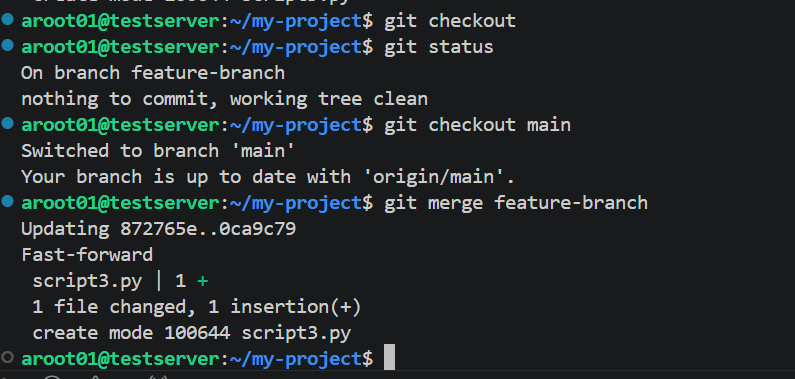 aroot01@testserver:~/my-project$ git checkout
aroot01@testserver:~/my-project$ git status
On branch feature-branch
nothing to commit, working tree clean
aroot01@testserver:~/my-project$ git checkout main
Switched to branch 'main'
Your branch is up to date with 'origin/main'.
aroot01@testserver:~/my-project$ git merge feature-branch
Updating 872765e..0ca9c79
Fast-forward
 script3.py | 1 +
 1 file changed, 1 insertion(+)
 create mode 100644 script3.py
aroot01@testserver:~/my-project$